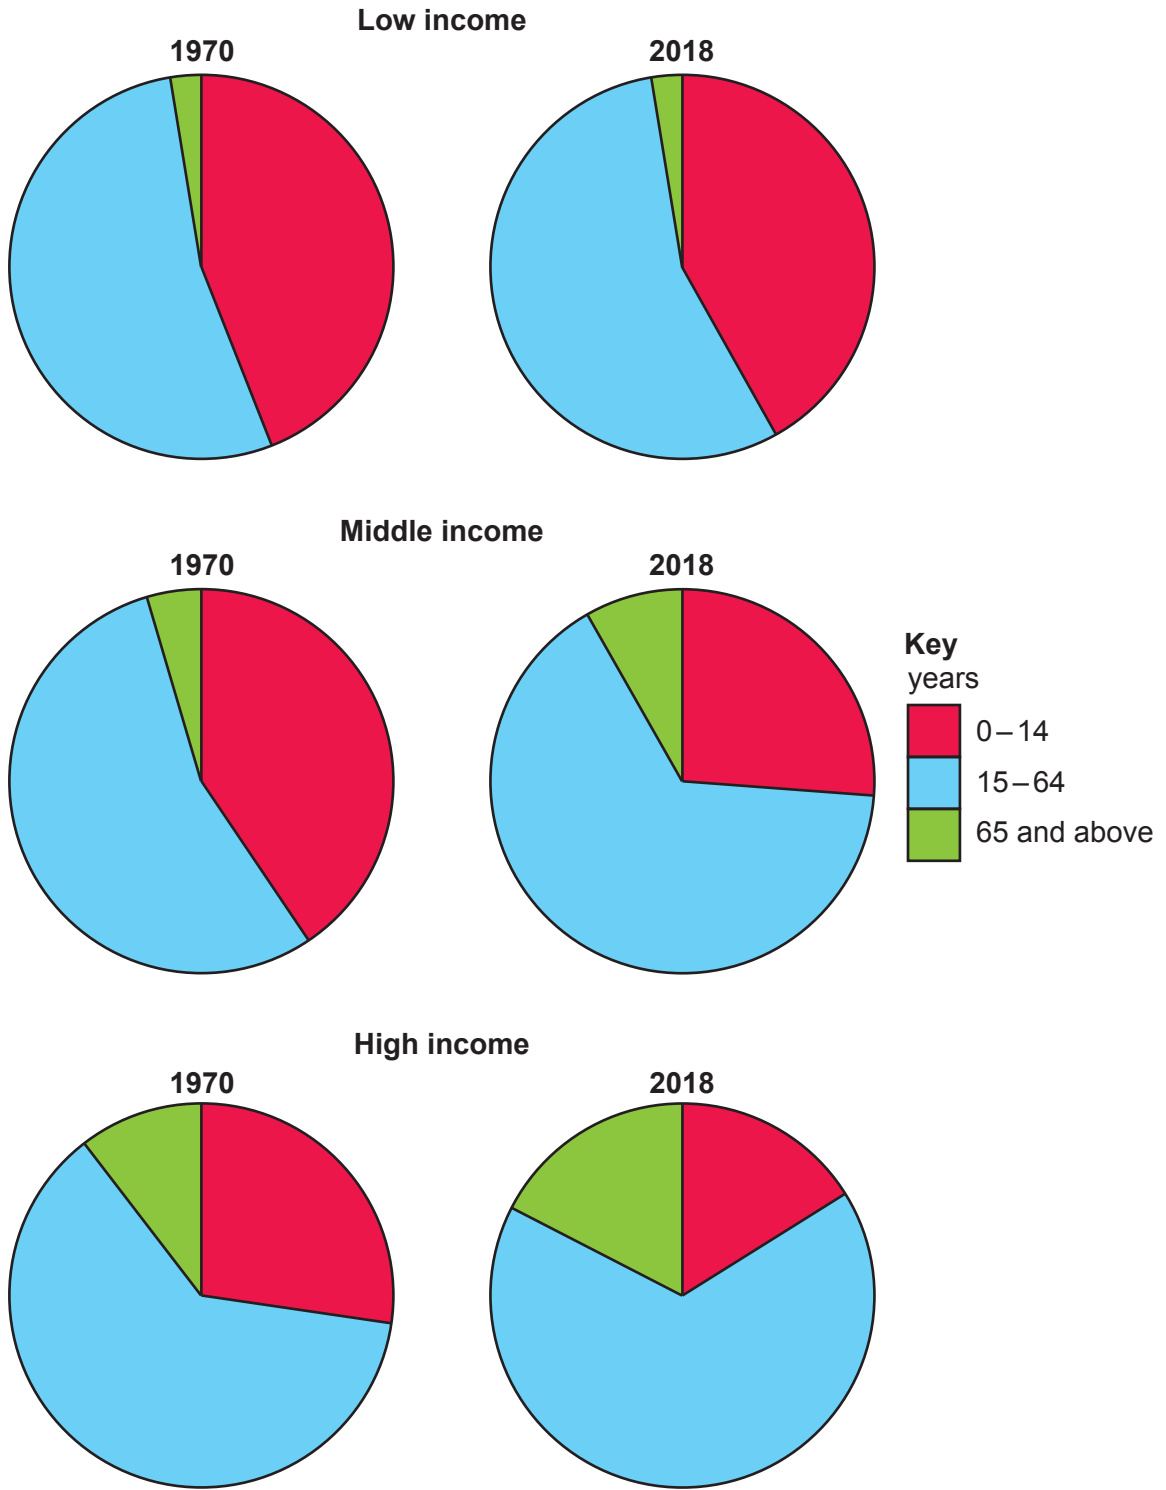 Low income
1970
2018
Middle income
1970
2018
Key
years
0–14
15–64
65 and above
High income
1970
2018